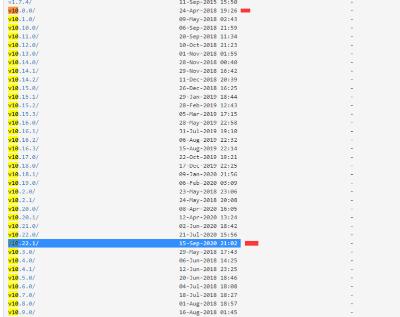 v1.7.4/ 11-Sep-2015 15:50 -
v10.0.0/ 24-Apr-2018 19:26 -
v10.1.0/ 09-May-2018 02:43 -
v10.10.0/ 06-Sep-2018 21:59 -
v10.11.0/ 20-Sep-2018 11:34 -
v10.12.0/ 10-Oct-2018 21:23 -
v10.13.0/ 01-Nov-2018 01:55 -
v10.14.0/ 28-Nov-2018 00:40 -
v10.14.1/ 29-Nov-2018 16:42 -
v10.14.2/ 11-Dec-2018 20:39 -
v10.15.0/ 26-Dec-2018 16:25 -
v10.15.1/ 29-Jan-2019 18:44 -
v10.15.2/ 28-Feb-2019 12:43 -
v10.15.3/ 05-Mar-2019 17:15 -
v10.16.0/ 28-May-2019 22:58 -
v10.16.1/ 31-Jul-2019 19:10 -
v10.16.2/ 06-Aug-2019 22:32 -
v10.16.3/ 15-Aug-2019 22:14 -
v10.17.0/ 22-Oct-2019 18:21 -
v10.18.0/ 17-Dec-2019 22:25 -
v10.18.1/ 09-Jan-2020 21:56 -
v10.19.0/ 06-Feb-2020 03:09 -
v10.2.0/ 23-May-2018 23:06 -
v10.2.1/ 24-May-2018 20:08 -
v10.20.0/ 08-Apr-2020 16:05 -
v10.20.1/ 12-Apr-2020 13:24 -
v10.21.0/ 02-Jun-2020 18:42 -
v10.22.0/ 21-Jul-2020 15:56 -
v10.22.1/ 15-Sep-2020 21:02 -
v10.3.0/ 29-May-2018 17:43 -
v10.4.0/ 06-Jun-2018 14:25 -
v10.4.1/ 12-Jun-2018 23:25 -
v10.5.0/ 20-Jun-2018 18:46 -
v10.6.0/ 04-Jul-2018 18:08 -
v10.7.0/ 18-Jul-2018 18:27 -
v10.8.0/ 01-Aug-2018 18:57 -
v10.9.0/ 16-Aug-2018 01:45 -